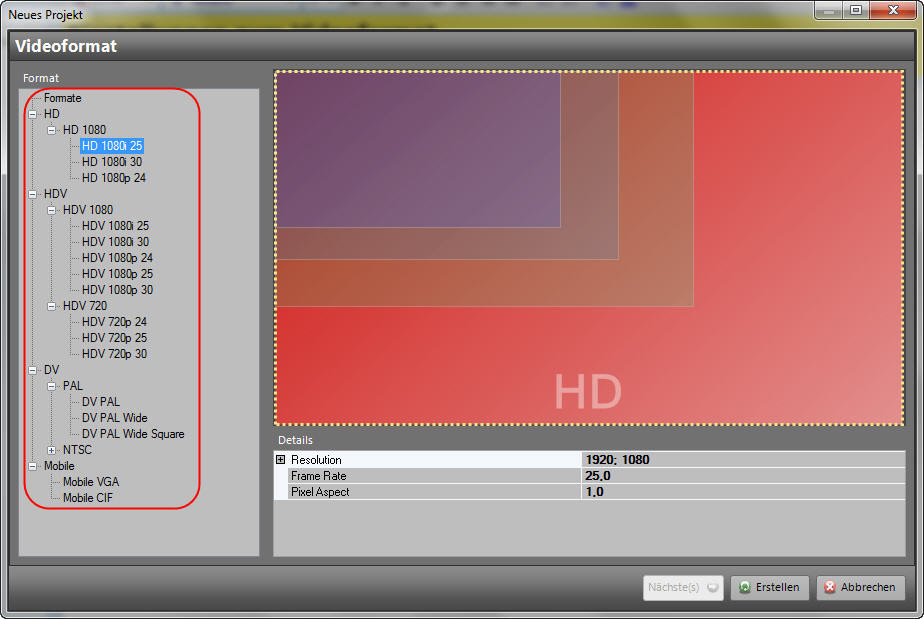 Neues Projekt
Videoformat
Format
Formate
HD
HD 1080
HD 1080i 25
HD 1080i 30
HD 1080p 24
HDV
HDV 1080
HDV 1080i 25
HDV 1080i 30
HDV 1080p 24
HDV 1080p 25
HDV 1080p 30
HDV 720
HDV 720p 24
HDV 720p 25
HDV 720p 30
DV
PAL
DV PAL
DV PAL Wide
DV PAL Wide Square
NTSC
Mobile
Mobile VGA
Mobile CIF
HD
Details
Resolution 1920; 1080
Frame Rate 25,0
Pixel Aspect 1,0
Nächste(s) Erstellen Abbrechen